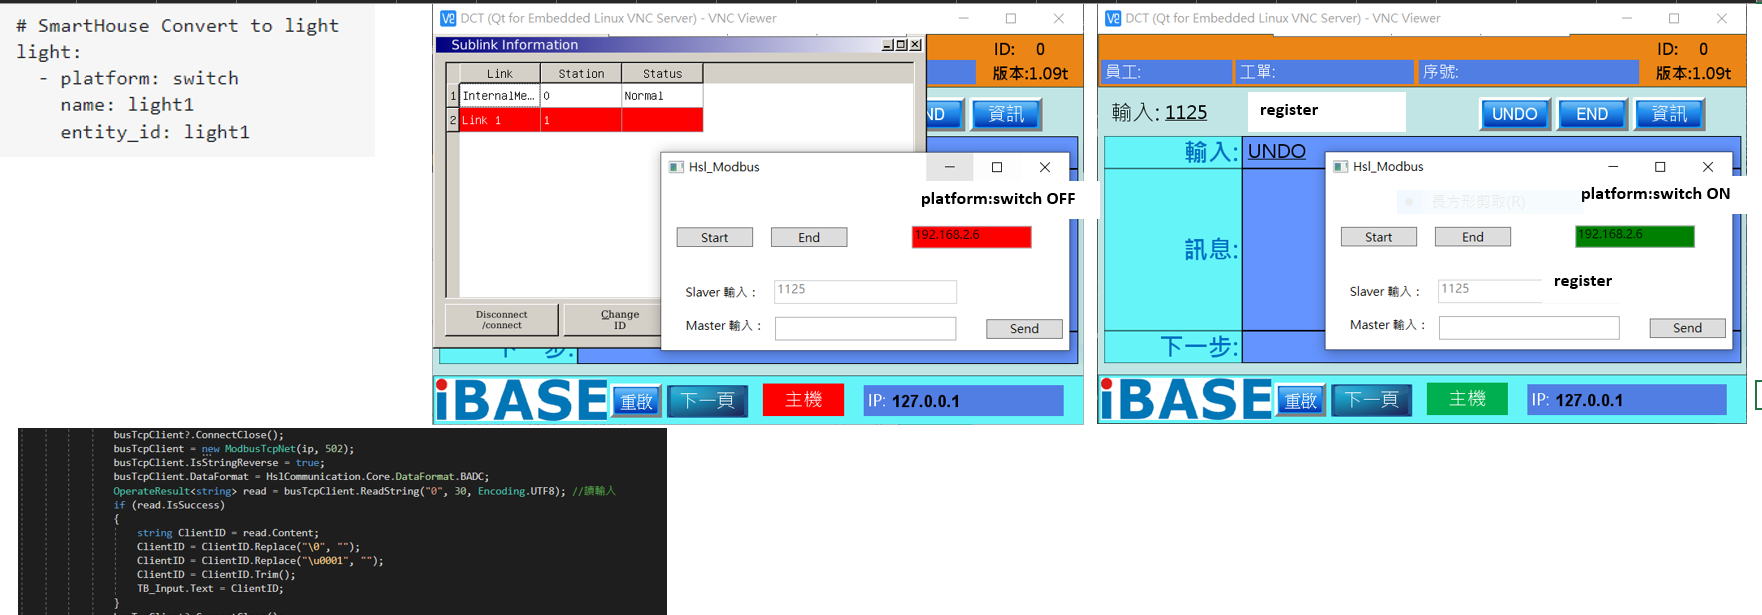 # SmartHouse Convert to light
light:
- platform: switch
name: light1
entity_id: light1
DCT (Qt for Embedded Linux VNC Server) - VNC Viewer
Sublink Information
Link Station Status
1 InternalMe... 0 Normal
2 Link 1 1
Disconnect
/connect
Change
ID
ID: 0
版本:1.09t
ND 資訊
Hsl_Modbus
platform:switch OFF
Start End 192.168.2.6
Slaver 輸入： 1125
Master 輸入： Send
下一步:
iBASE 重啟 下一頁 主機 IP: 127.0.0.1
DCT (Qt for Embedded Linux VNC Server) - VNC Viewer
ID: 0
員工: 工單: 序號: 版本:1.09t
輸入: 1125 register UNDO END 資訊
輸入: UNDO
訊息:
Hsl_Modbus
platform:switch ON
長方形剪取(R)
Start End 192.168.2.6
register
Slaver 輸入： 1125
Master 輸入： Send
下一步:
iBASE 重啟 下一頁 主機 IP: 127.0.0.1
busTcpClient?.ConnectClose();
busTcpClient = new ModbusTcpNet(ip, 502);
busTcpClient.IsStringReverse = true;
busTcpClient.DataFormat = HslCommunication.Core.DataFormat.BADC;
OperateResult<string> read = busTcpClient.ReadString("0", 30, Encoding.UTF8); //讀輸入
if (read.IsSuccess)
{
string ClientID = read.Content;
ClientID = ClientID.Replace("\0", "");
ClientID = ClientID.Replace("\u0001", "");
ClientID = ClientID.Trim();
TB_Input.Text = ClientID;
}